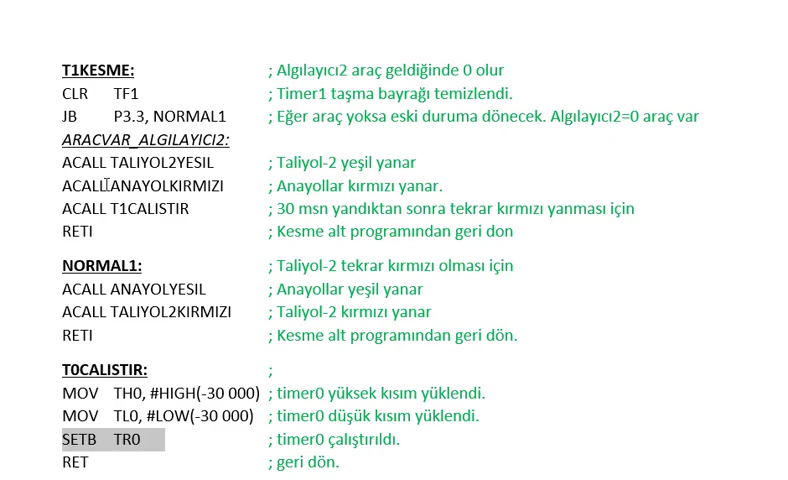 T1KESME: ; Algılayıcı2 araç geldiğinde 0 olur
CLR TF1 ; Timer1 taşma bayrağı temizlendi.
JB P3.3, NORMAL1 ; Eğer araç yoksa eski duruma dönecek. Algılayıcı2=0 araç var
ARACVAR_ALGILAYICI2:
ACALL TALIYOL2YESIL ; Taliyol-2 yeşil yanar
ACALL ANAYOLKIRMIZI ; Anayollar kırmızı yanar.
ACALL T1CALISTIR ; 30 msn yandıktan sonra tekrar kırmızı yanması için
RETI ; Kesme alt programından geri don
NORMAL1: ; Taliyol-2 tekrar kırmızı olması için
ACALL ANAYOLYESIL ; Anayollar yeşil yanar
ACALL TALIYOL2KIRMIZI ; Taliyol-2 kırmızı yanar
RETI ; Kesme alt programından geri dön.
T0CALISTIR: ;
MOV TH0, #HIGH(-30 000) ; timer0 yüksek kısım yüklendi.
MOV TL0, #LOW(-30 000) ; timer0 düşük kısım yüklendi.
SETB TR0 ; timer0 çalıştırıldı.
RET ; geri dön.